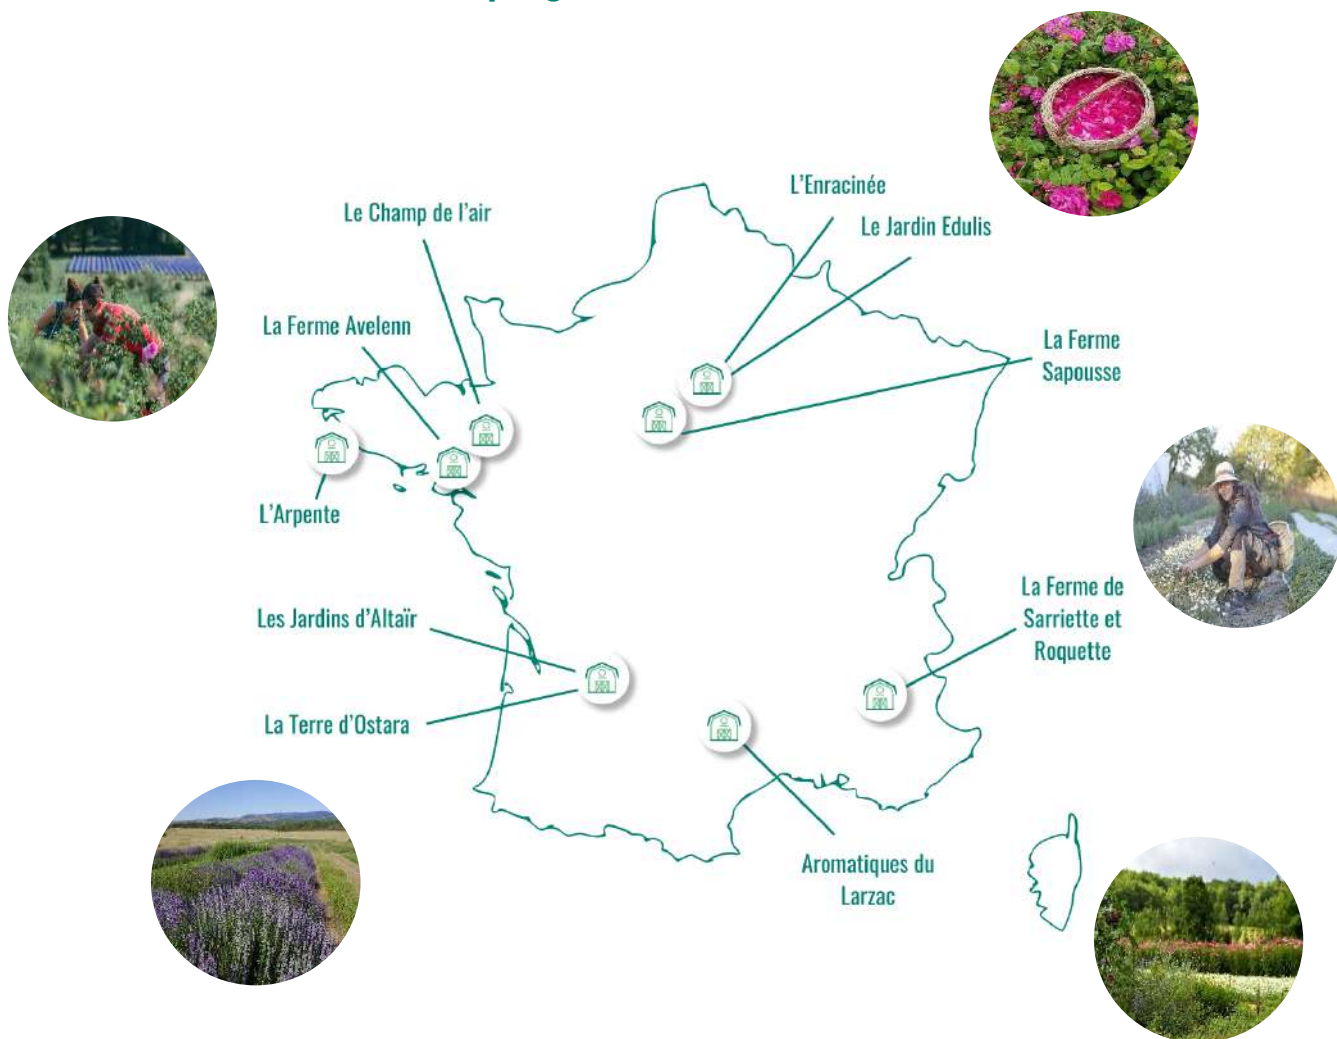 L'Enracinée
Le Champ de l'air
Le Jardin Edulis
La Ferme Avelenn
La Ferme
Sapousse
L'Arpente
Les Jardins d'Altaïr
La Ferme de
Sarriette et
Roquette
La Terre d'Ostara
Aromatiques du
Larzac